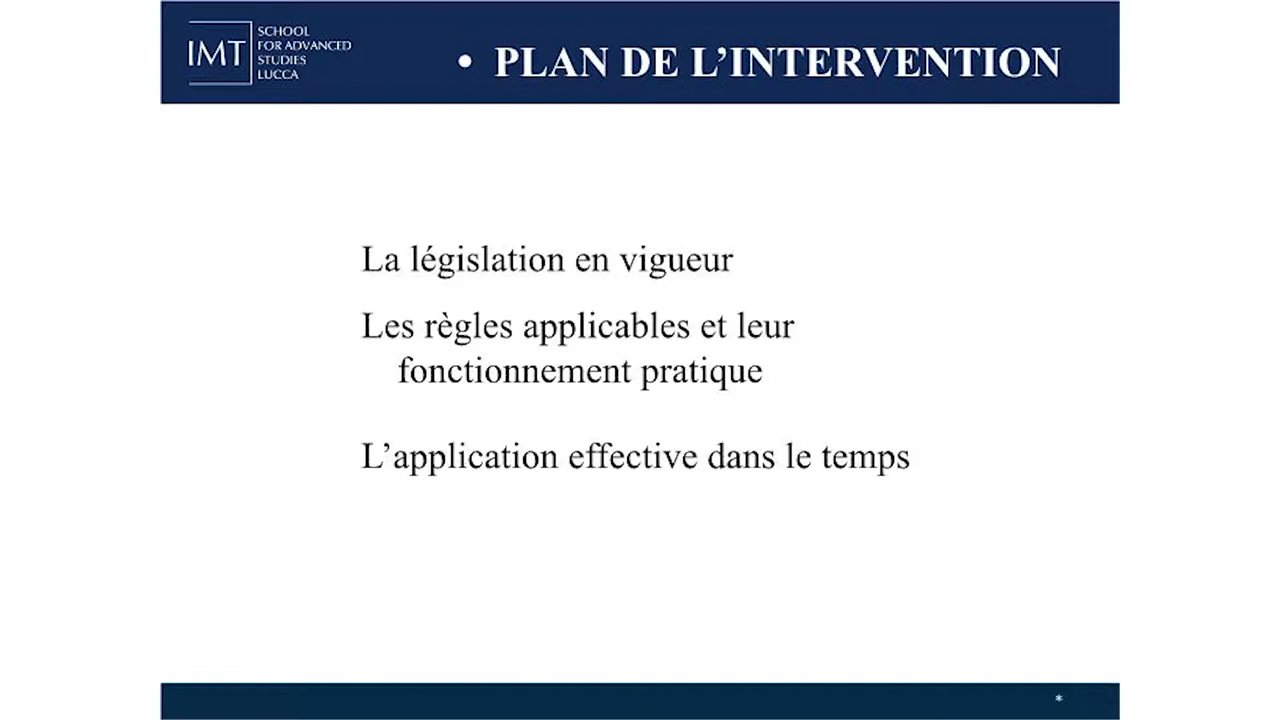 IMT
SCHOOL
FOR ADVANCED
STUDIES
LUCCA
• PLAN DE L’INTERVENTION
La législation en vigueur
Les règles applicables et leur
fonctionnement pratique
L’application effective dans le temps
*